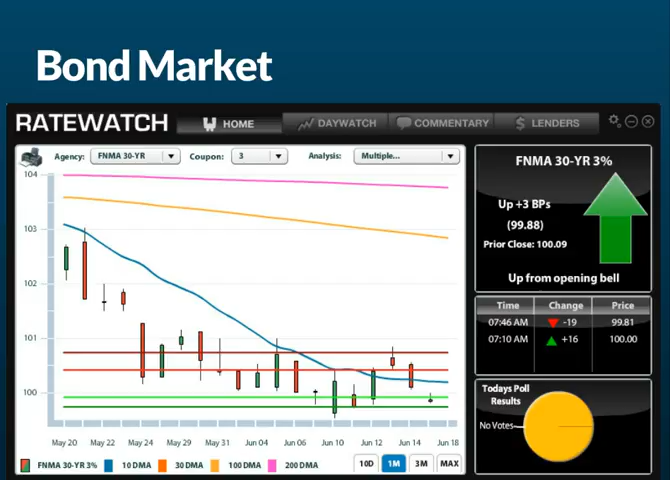 Bond Market
RATEWATCH
HOME
DAYWATCH
COMMENTARY
LENDERS
Agency:
FNMA 30-YR
Coupon:
3
Analysis:
Multiple...
104
103
102
101
100
May 20
May 22
May 24
May 28
May 31
Jun 04
Jun 06
Jun 10
Jun 12
Jun 14
Jun 18
FNMA 30-YR 3%
10 DMA
30 DMA
100 DMA
200 DMA
10D
1M
3M
MAX
FNMA 30-YR 3%
Up +3 BPs
(99.88)
Prior Close: 100.09
Up from opening bell
Time Change Price
07:46 AM -19 99.81
07:10 AM +16 100.00
Todays Poll
Results
No Votes